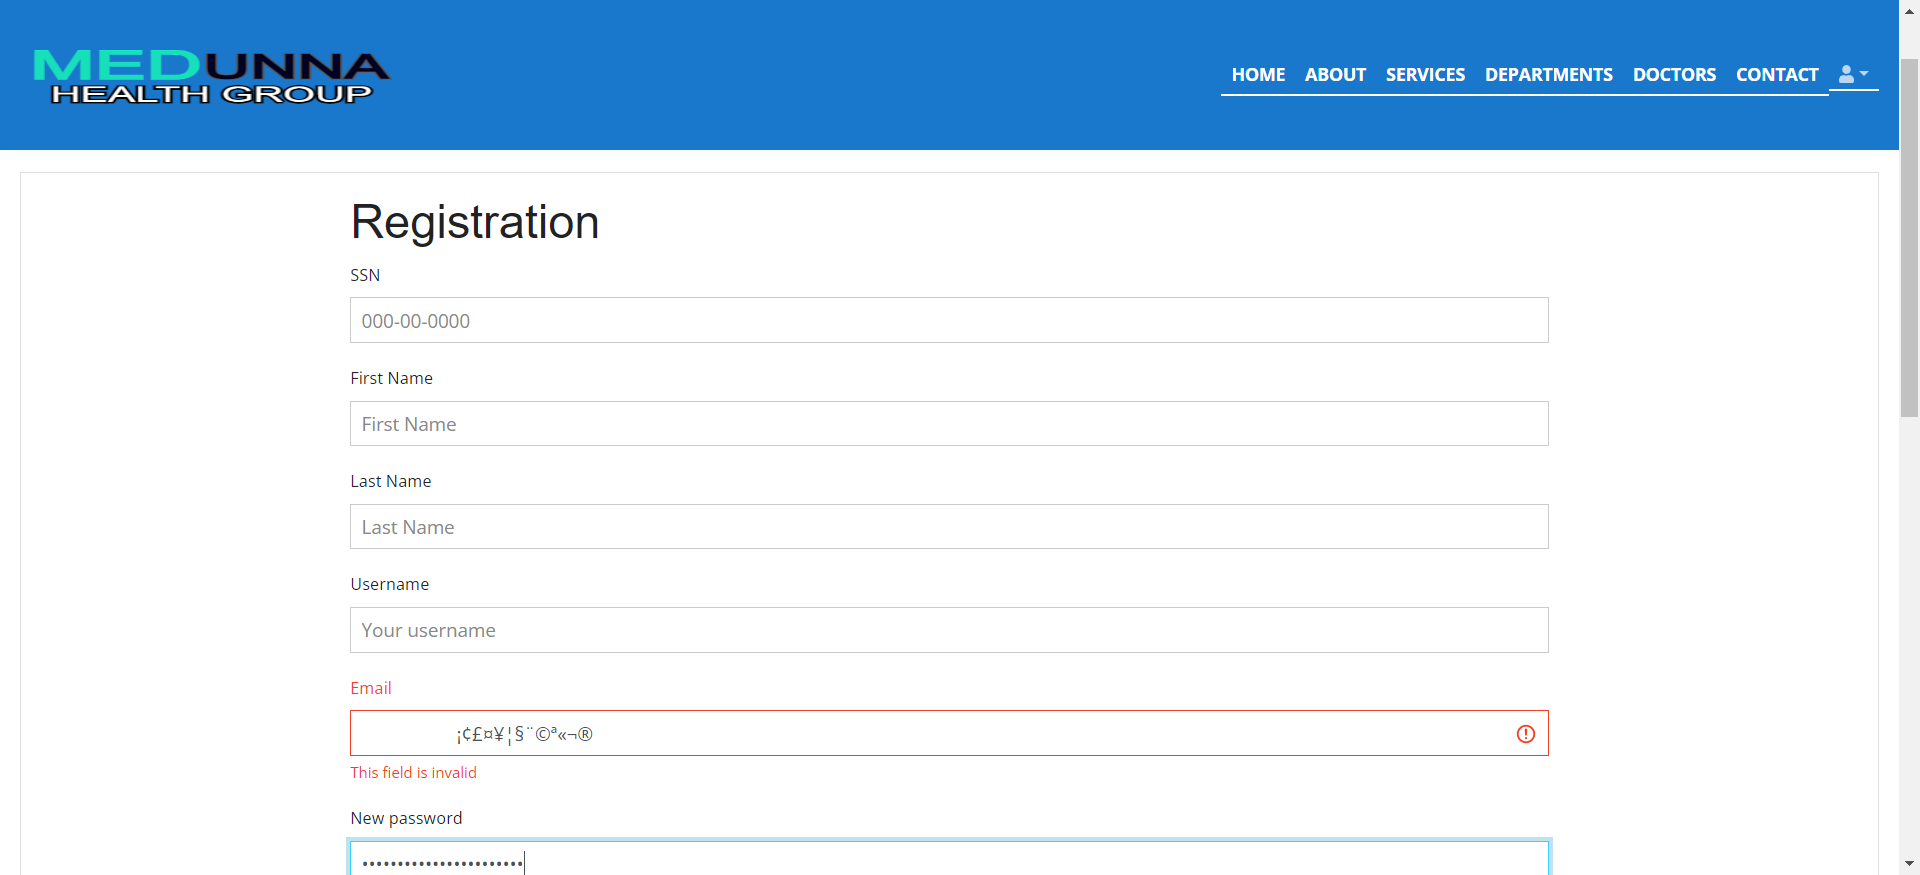 MEDUNNA
HEALTH GROUP
HOME ABOUT SERVICES DEPARTMENTS DOCTORS CONTACT
Registration
SSN
000-00-0000
First Name
First Name
Last Name
Last Name
Username
Your username
Email
¡¢£¤¥¦§¨©ª«¬®
This field is invalid
New password
•••••••••••••••••••••••